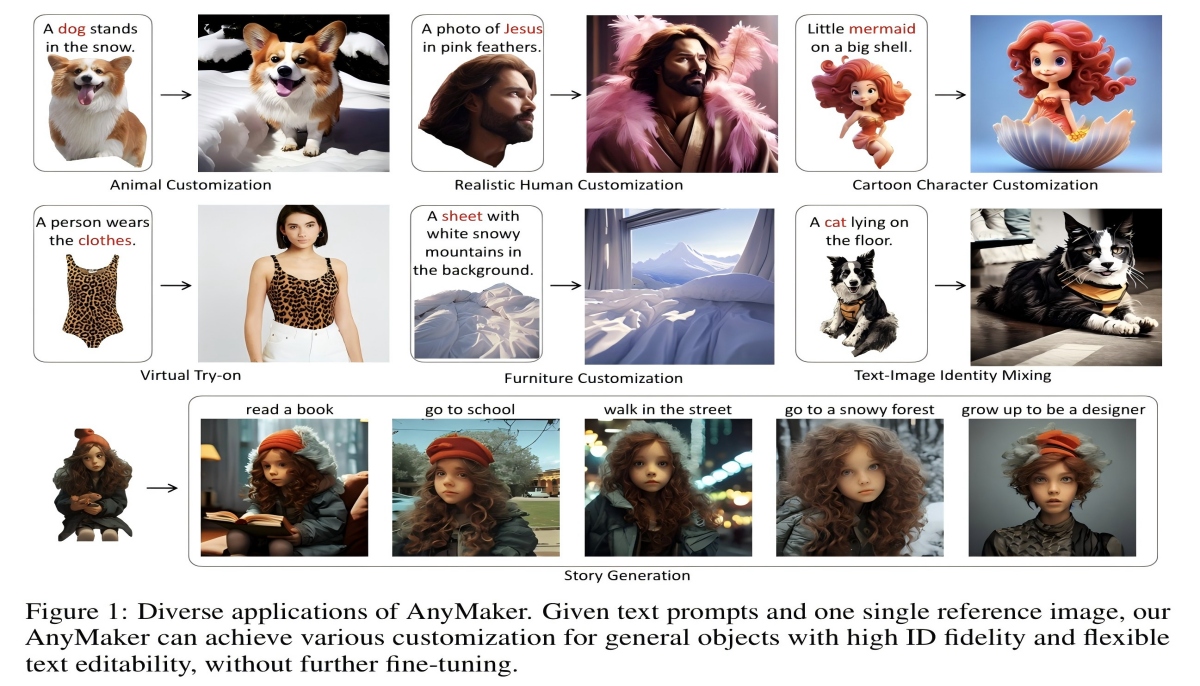 A dog stands
in the snow.
A photo of Jesus
in pink feathers.
Little mermaid
on a big shell.
Animal Customization
Realistic Human Customization
Cartoon Character Customization
A person wears
the clothes.
A sheet with
white snowy
mountains in
the background.
A cat lying on
the floor.
Virtual Try-on
Furniture Customization
Text-Image Identity Mixing
read a book
go to school
walk in the street
go to a snowy forest
grow up to be a designer
Story Generation
Figure 1: Diverse applications of AnyMaker. Given text prompts and one single reference image, our
AnyMaker can achieve various customization for general objects with high ID fidelity and flexible
text editability, without further fine-tuning.